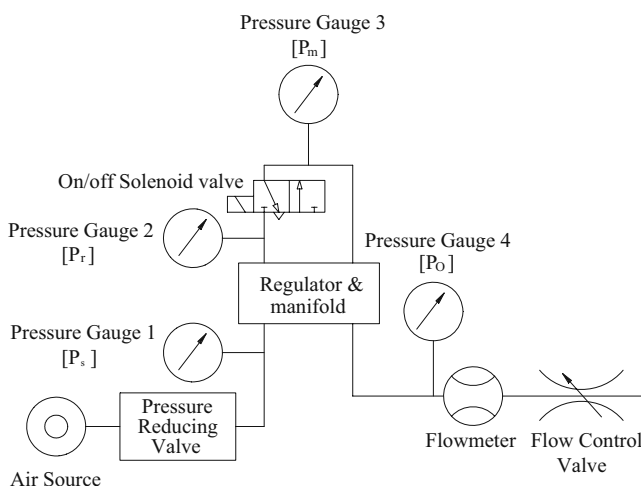 Pressure Gauge 3
[Pm]
On/off Solenoid valve
Pressure Gauge 2
[Pr]
Pressure Gauge 4
[PO]
Regulator &
manifold
Pressure Gauge 1
[Ps]
Pressure
Reducing
Valve
Air Source
Flowmeter
Flow Control
Valve